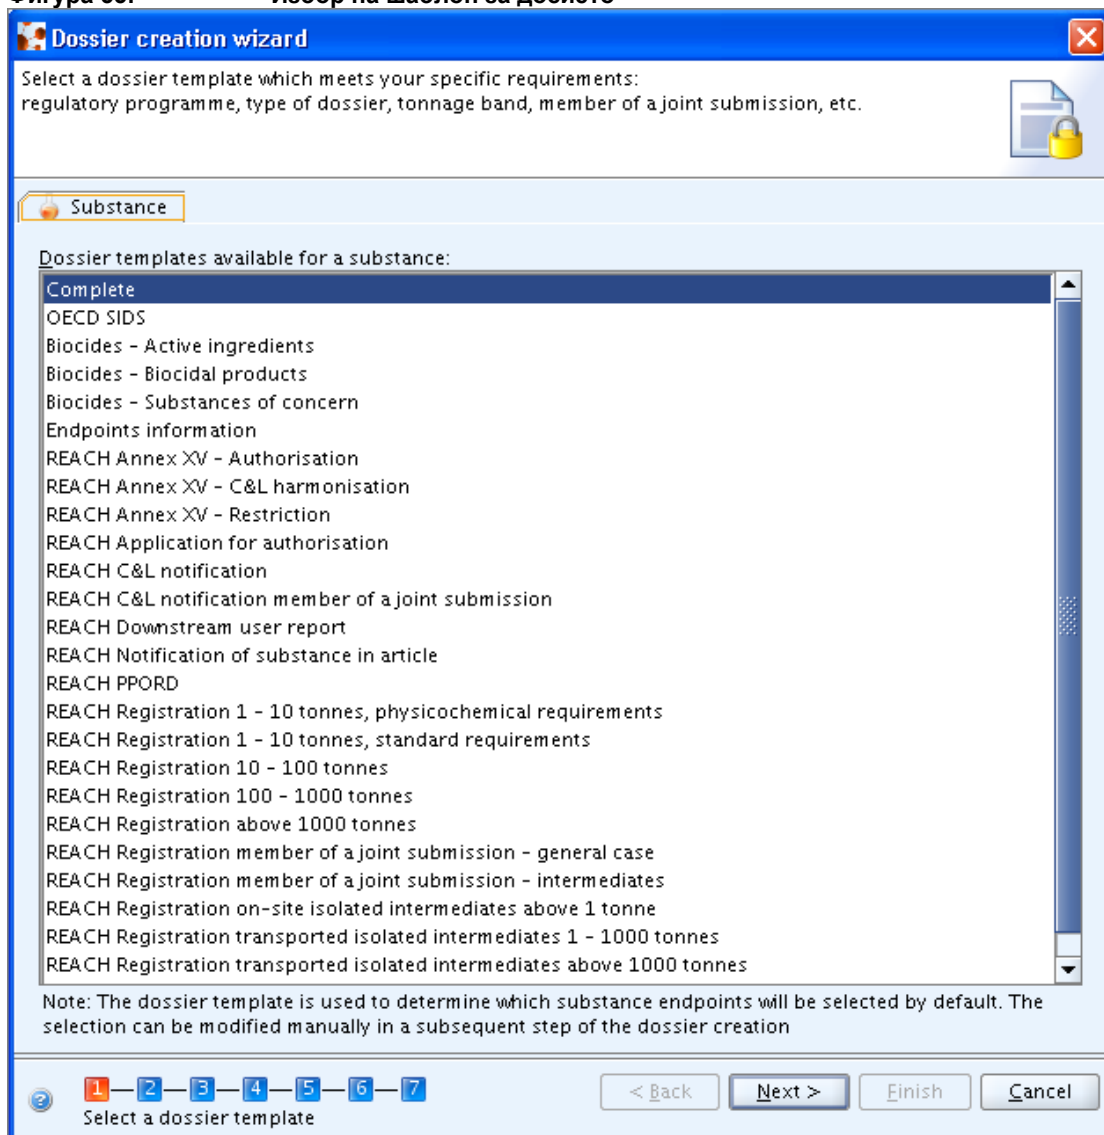 Фигура 35. Избор на шаблон за досието
Dossier creation wizard
Select a dossier template which meets your specific requirements:
regulatory programme, type of dossier, tonnage band, member of a joint submission, etc.
Substance
Dossier templates available for a substance:
Complete
OECD SIDS
Biocides - Active ingredients
Biocides - Biocidal products
Biocides - Substances of concern
Endpoints information
REACH Annex XV - Authorisation
REACH Annex XV - C&L harmonisation
REACH Annex XV - Restriction
REACH Application for authorisation
REACH C&L notification
REACH C&L notification member of a joint submission
REACH Downstream user report
REACH Notification of substance in article
REACH PPORD
REACH Registration 1 - 10 tonnes, physicochemical requirements
REACH Registration 1 - 10 tonnes, standard requirements
REACH Registration 10 - 100 tonnes
REACH Registration 100 - 1000 tonnes
REACH Registration above 1000 tonnes
REACH Registration member of a joint submission - general case
REACH Registration member of a joint submission - intermediates
REACH Registration on-site isolated intermediates above 1 tonne
REACH Registration transported isolated intermediates 1 - 1000 tonnes
REACH Registration transported isolated intermediates above 1000 tonnes
Note: The dossier template is used to determine which substance endpoints will be selected by default. The
selection can be modified manually in a subsequent step of the dossier creation
1 2 3 4 5 6 7
Select a dossier template
< Back Next > Finish Cancel